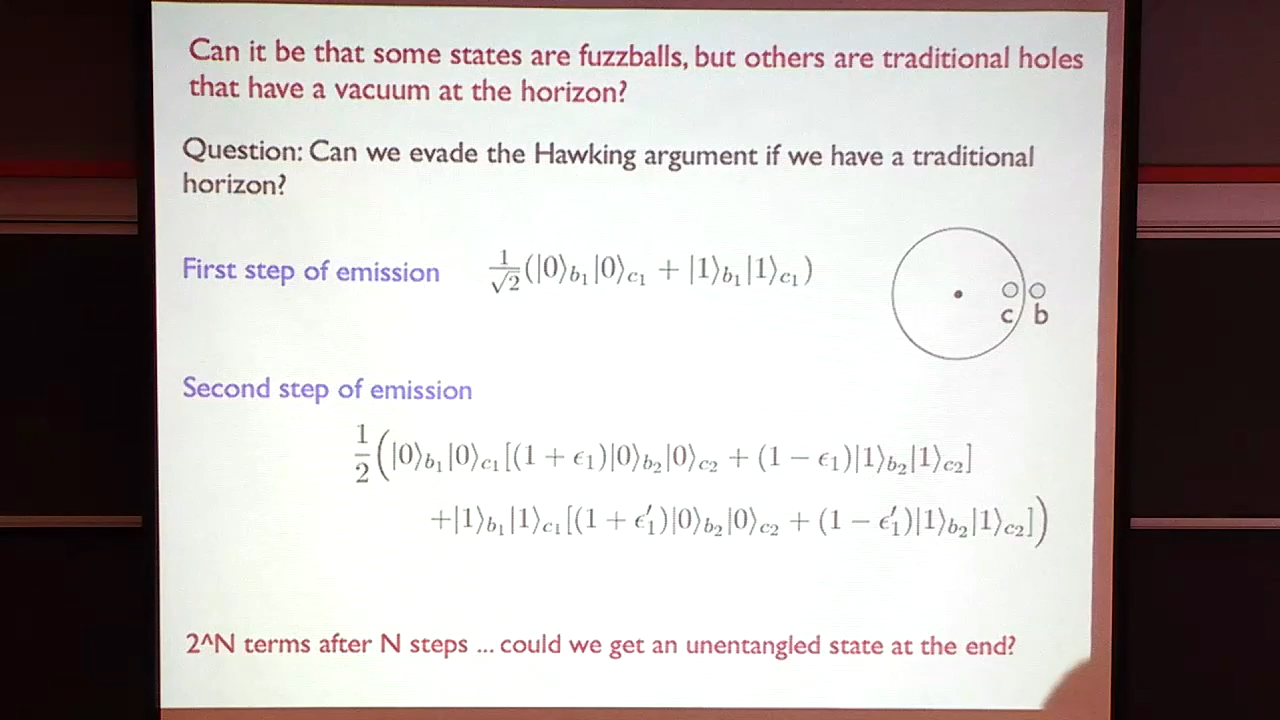 Can it be that some states are fuzzballs, but others are traditional holes
that have a vacuum at the horizon?
Question: Can we evade the Hawking argument if we have a traditional
horizon?
First step of emission  \frac{1}{\sqrt{2}}(|0⟩_{b_1}|0⟩_{c_1} + |1⟩_{b_1}|1⟩_{c_1})
c b
Second step of emission
\frac{1}{2}(|0⟩_{b_1}|0⟩_{c_1}[(1 + ϵ_1)|0⟩_{b_2}|0⟩_{c_2} + (1 − ϵ_1)|1⟩_{b_2}|1⟩_{c_2}]
+|1⟩_{b_1}|1⟩_{c_1}[(1 + ϵ'_1)|0⟩_{b_2}|0⟩_{c_2} + (1 − ϵ'_1)|1⟩_{b_2}|1⟩_{c_2}])
2^N terms after N steps ... could we get an unentangled state at the end?